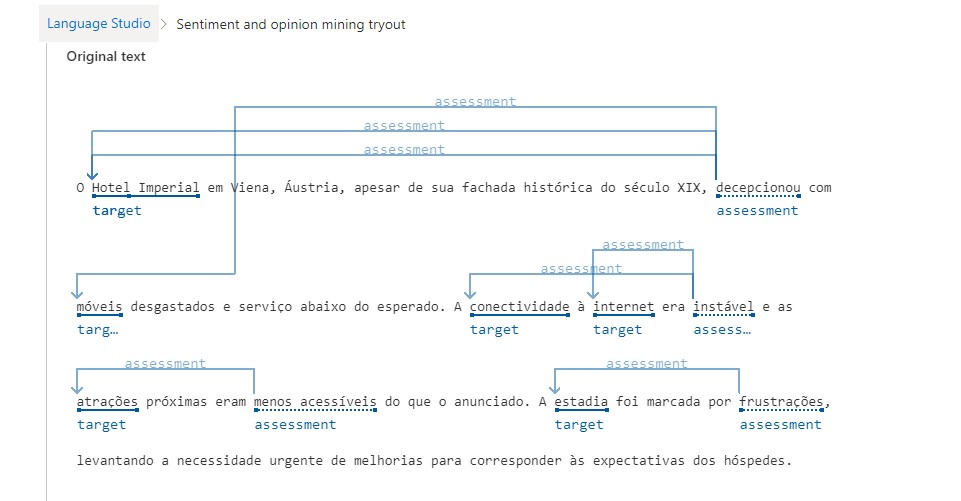 Language Studio > Sentiment and opinion mining tryout
Original text
assessment
assessment
assessment
O Hotel Imperial em Viena, Áustria, apesar de sua fachada histórica do século XIX, decepcionou com
target assessment
assessment
assessment
móveis desgastados e serviço abaixo do esperado. A conectividade à internet era instável e as
targ… target target assess…
assessment assessment
atrações próximas eram menos acessíveis do que o anunciado. A estadia foi marcada por frustrações,
target assessment target assessment
levantando a necessidade urgente de melhorias para corresponder às expectativas dos hóspedes.